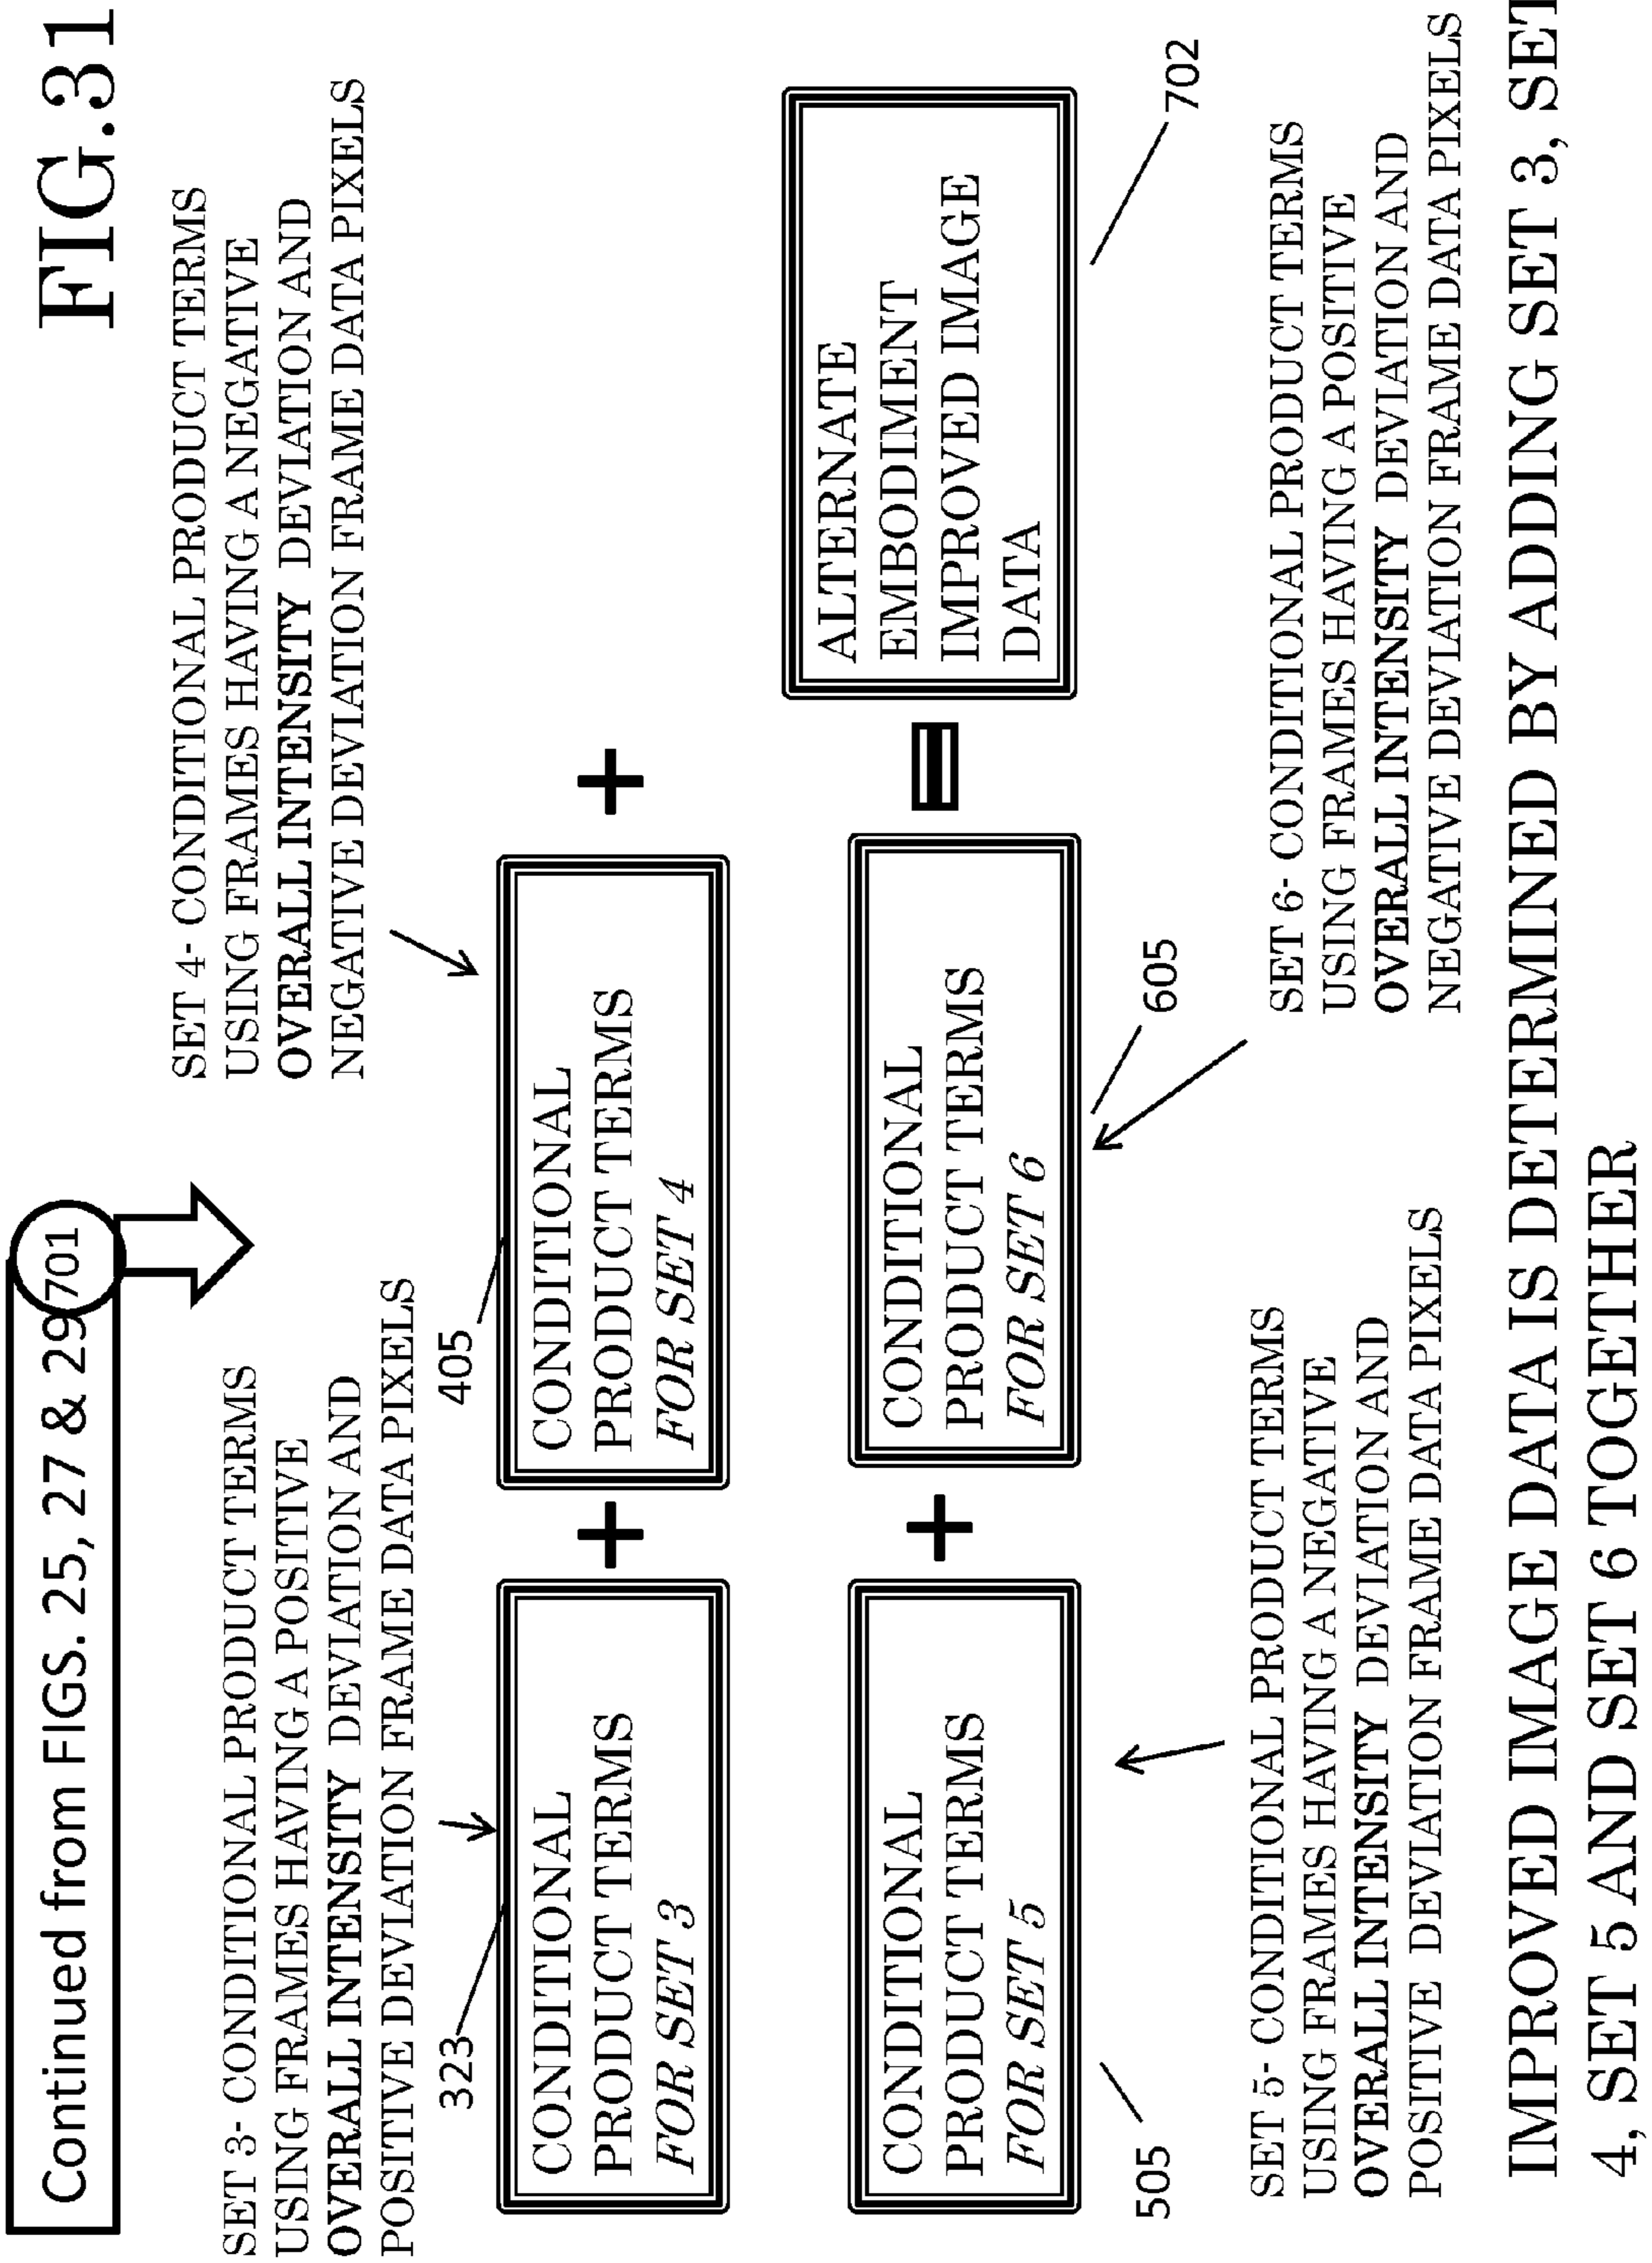 FIG.31
Continued from FIGS. 25, 27 & 29
701
SET 3- CONDITIONAL PRODUCT TERMS
USING FRAMES HAVING A POSITIVE
OVERALL INTENSITY DEVIATION AND
POSITIVE DEVIATION FRAME DATA PIXELS
SET 4- CONDITIONAL PRODUCT TERMS
USING FRAMES HAVING A NEGATIVE
OVERALL INTENSITY DEVIATION AND
NEGATIVE DEVIATION FRAME DATA PIXELS
323
405
CONDITIONAL
PRODUCT TERMS
FOR SET 3
+
CONDITIONAL
PRODUCT TERMS
FOR SET 4
+
CONDITIONAL
PRODUCT TERMS
FOR SET 5
+
CONDITIONAL
PRODUCT TERMS
FOR SET 6
=
ALTERNATE
EMBODIMENT
IMPROVED IMAGE
DATA
505
605
702
SET 5- CONDITIONAL PRODUCT TERMS
USING FRAMES HAVING A NEGATIVE
OVERALL INTENSITY DEVIATION AND
POSITIVE DEVIATION FRAME DATA PIXELS
SET 6- CONDITIONAL PRODUCT TERMS
USING FRAMES HAVING A POSITIVE
OVERALL INTENSITY DEVIATION AND
NEGATIVE DEVIATION FRAME DATA PIXELS
IMPROVED IMAGE DATA IS DETERMINED BY ADDING SET 3, SET
4, SET 5 AND SET 6 TOGETHER